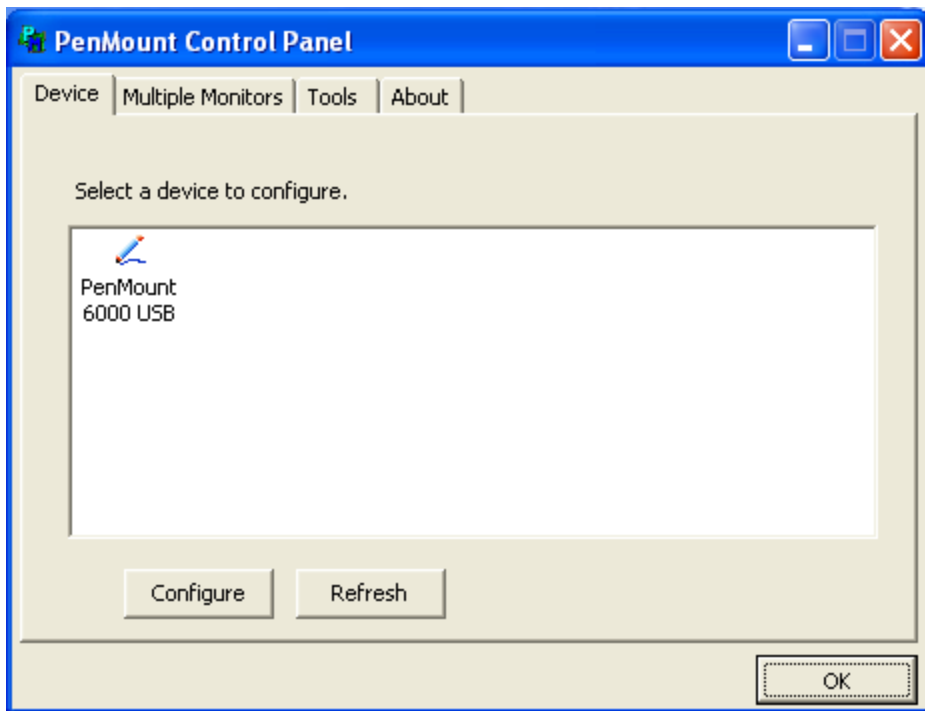 PenMount Control Panel
Device Multiple Monitors Tools About
Select a device to configure.
PenMount
6000 USB
Configure Refresh
OK